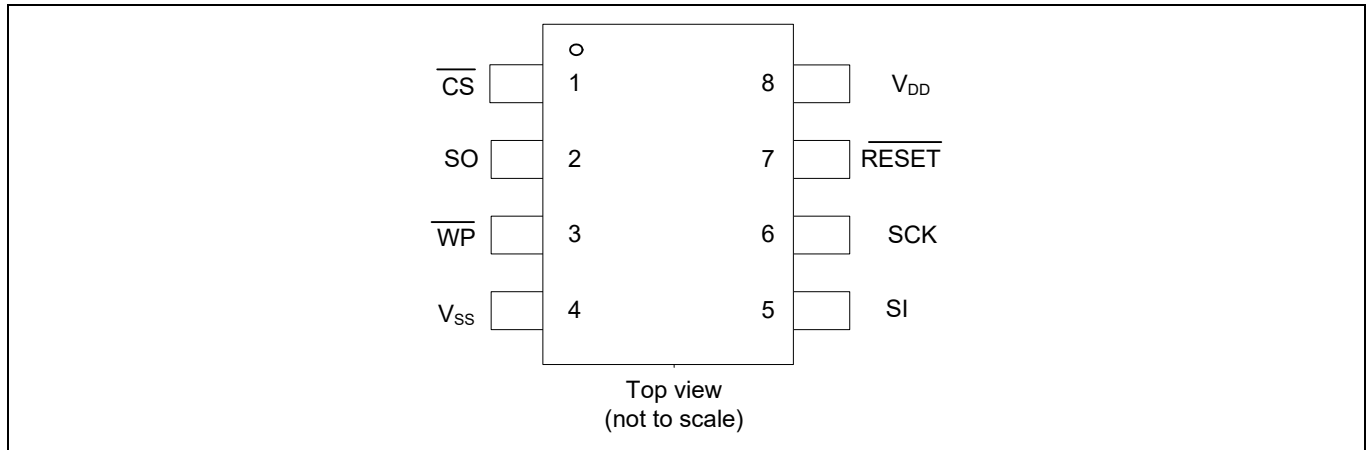 CS 1 8 VDD
SO 2 7 RESET
WP 3 6 SCK
VSS 4 5 SI
Top view
(not to scale)